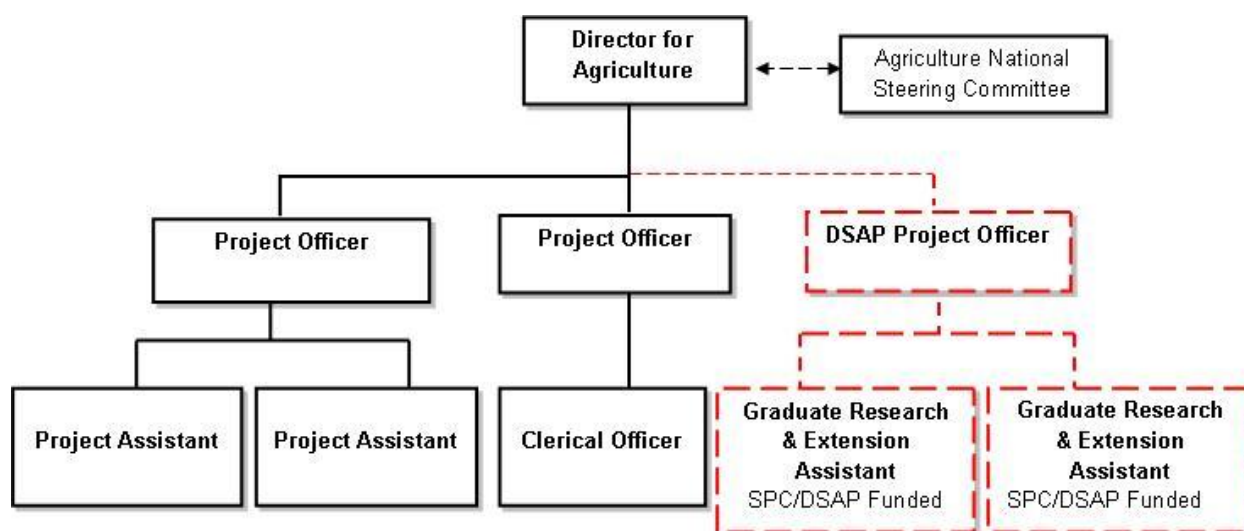 Director for
Agriculture
Agriculture National
Steering Committee
Project Officer
Project Officer
DSAP Project Officer
Project Assistant
Project Assistant
Clerical Officer
Graduate Research
& Extension
Assistant
SPC/DSAP Funded
Graduate Research
& Extension
Assistant
SPC/DSAP Funded